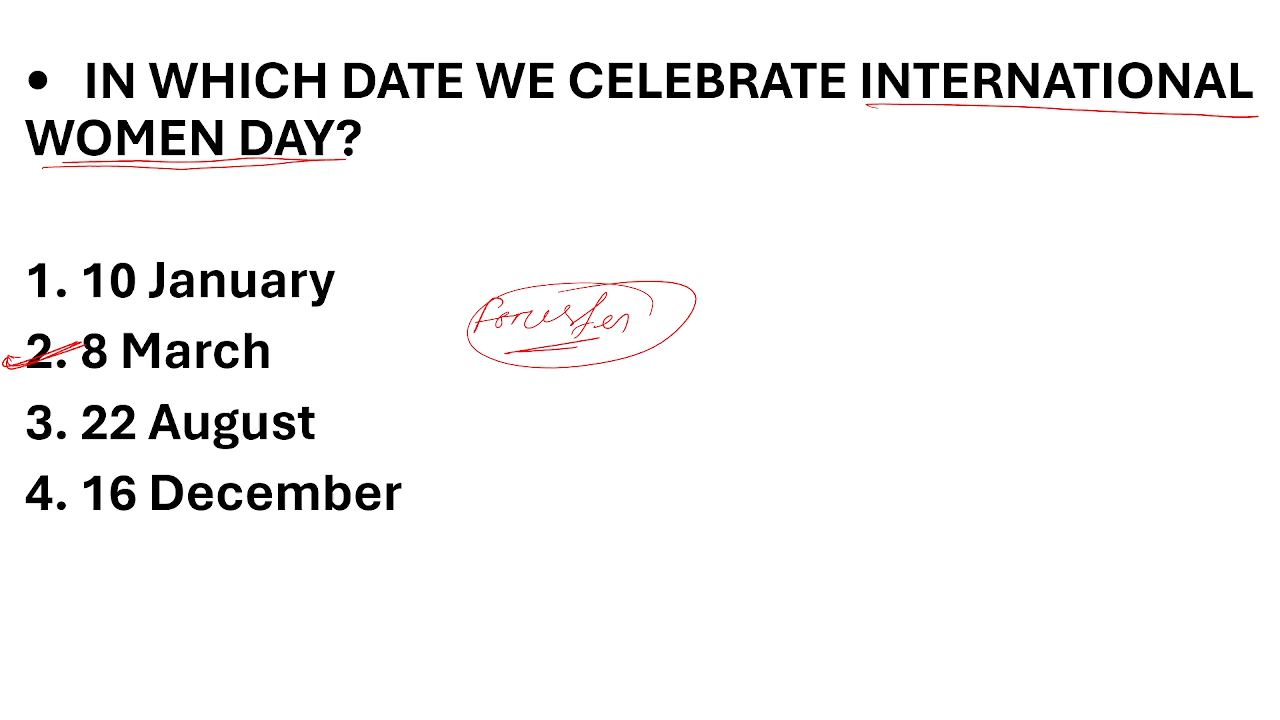 • IN WHICH DATE WE CELEBRATE INTERNATIONAL
WOMEN DAY?
1. 10 January
2. 8 March
3. 22 August
4. 16 December